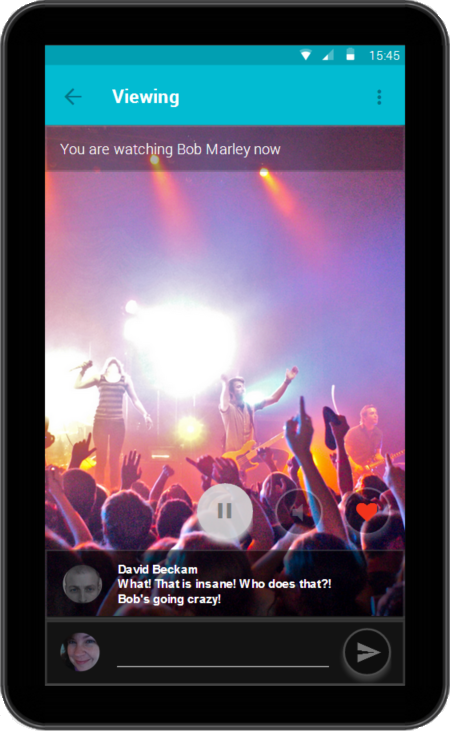 15:45
Viewing
You are watching Bob Marley now
David Beckam
What! That is insane! Who does that?!
Bob's going crazy!